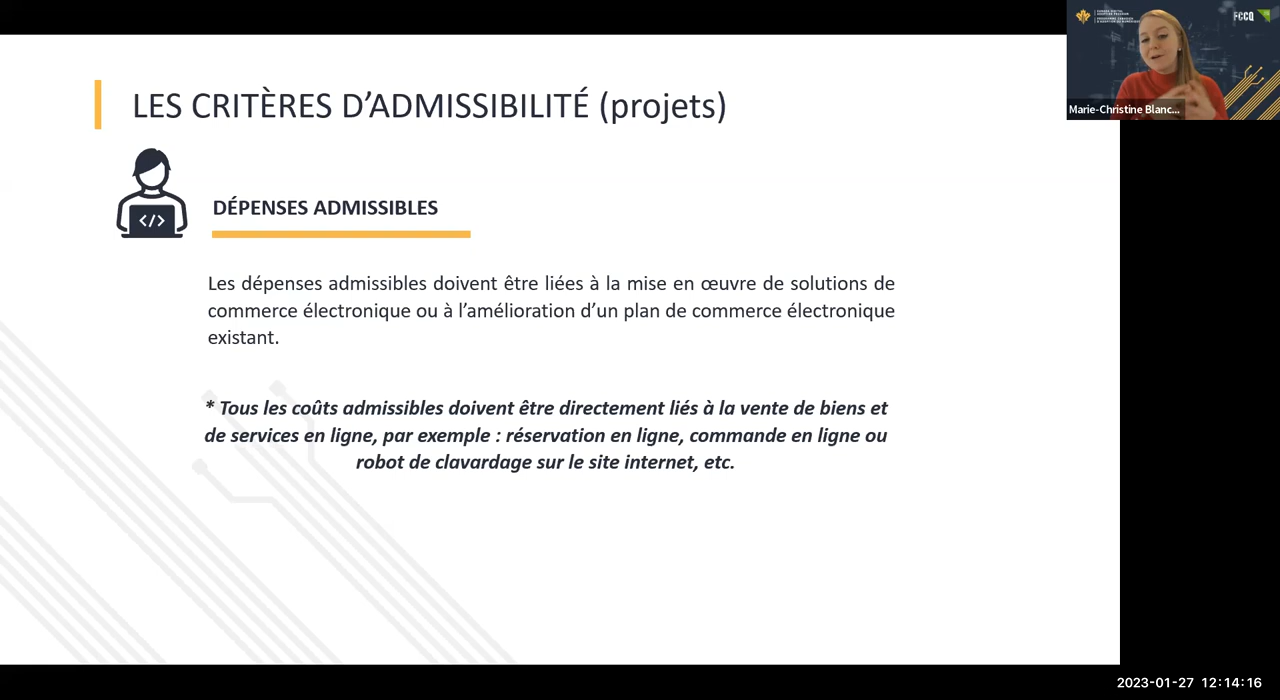 LES CRITÈRES D’ADMISSIBILITÉ (projets)
FCCQ
Marie-Christine Blanc...
</>
DÉPENSES ADMISSIBLES
Les dépenses admissibles doivent être liées à la mise en œuvre de solutions de
commerce électronique ou à l’amélioration d’un plan de commerce électronique
existant.
* Tous les coûts admissibles doivent être directement liés à la vente de biens et
de services en ligne, par exemple : réservation en ligne, commande en ligne ou
robot de clavardage sur le site internet, etc.
2023-01-27 12:14:16